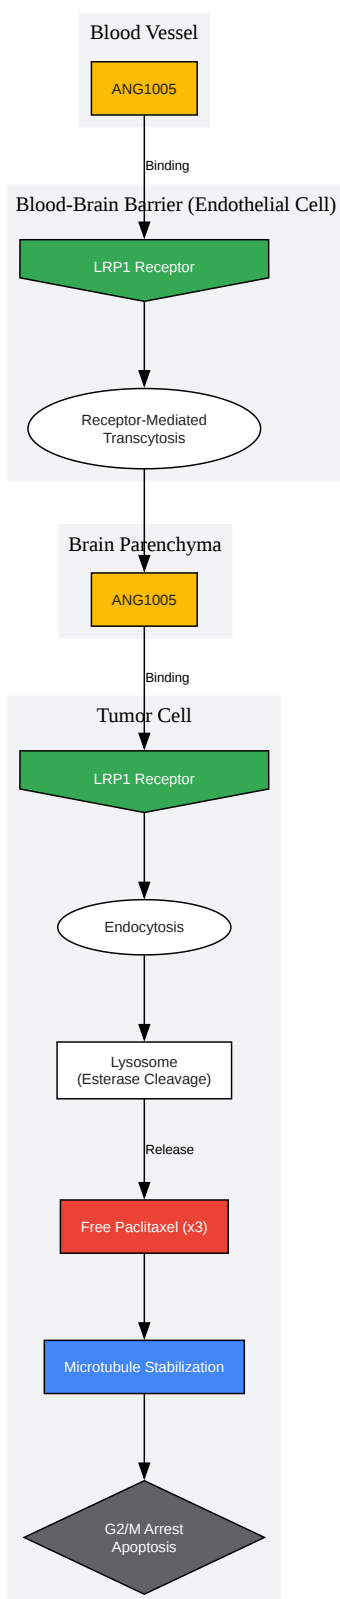 Blood Vessel
ANG1005
Binding
Blood-Brain Barrier (Endothelial Cell)
LRP1 Receptor
Receptor-Mediated
Transcytosis
Brain Parenchyma
ANG1005
Binding
Tumor Cell
LRP1 Receptor
Endocytosis
Lysosome
(Esterase Cleavage)
Release
Free Paclitaxel (x3)
Microtubule Stabilization
G2/M Arrest
Apoptosis